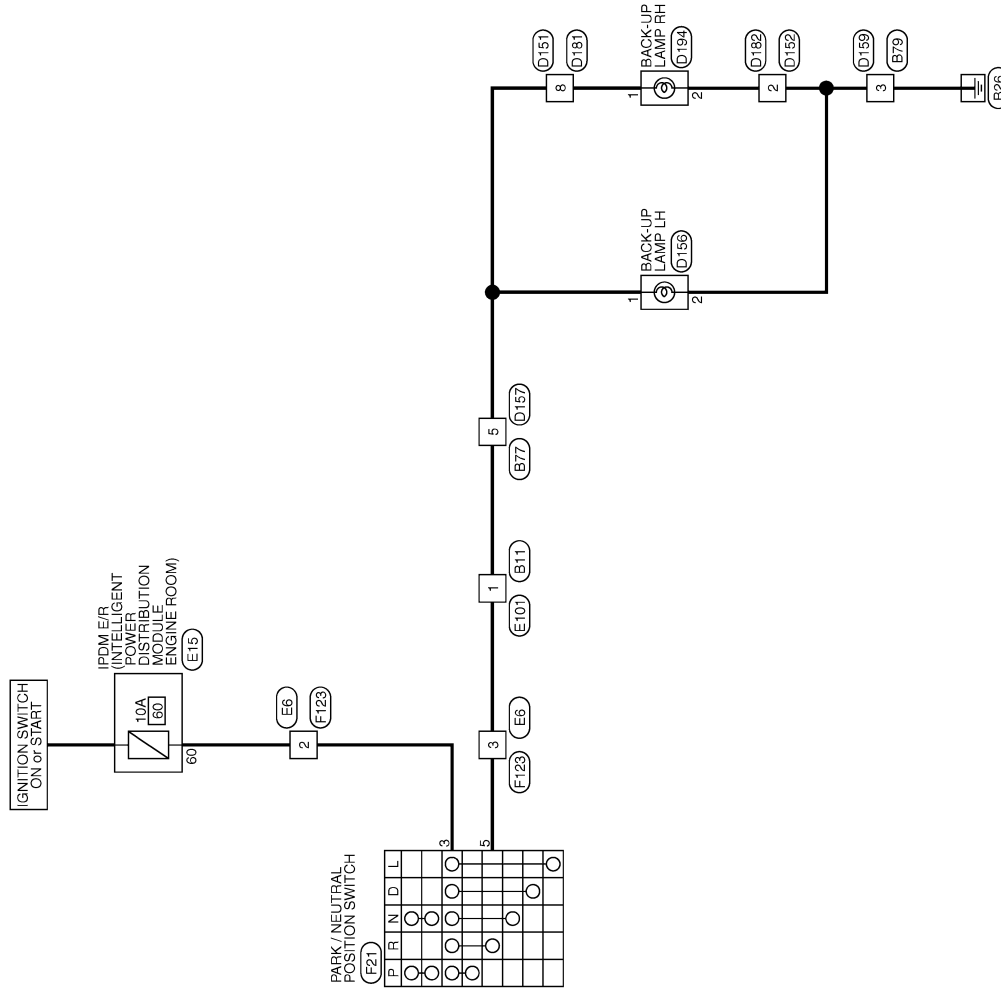 IGNITION SWITCH
ON or START
IPDM E/R
(INTELLIGENT
POWER
DISTRIBUTION
MODULE
ENGINE ROOM)
E15
10A
60
60
2
E6
F123
PARK / NEUTRAL
POSITION SWITCH
F21
P R N D L
3
5
3
F123
E6
1
E101
B11
5
B77
D157
BACK-UP
LAMP LH
D156
1
2
8
D151
D181
BACK-UP
LAMP RH
D194
1
2
2
D182
D152
3
D159
B79